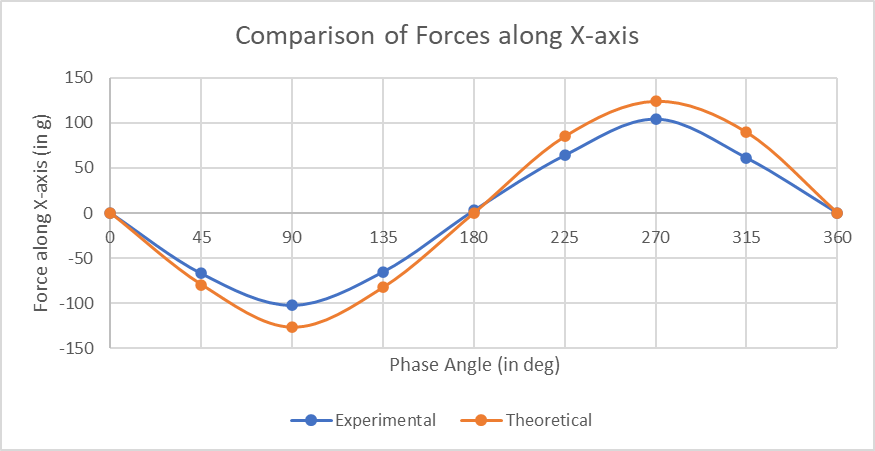 Comparison of Forces along X-axis
Force along X-axis (in g)
150
100
50
0
-50
-100
-150
0 45 90 135 180 225 270 315 360
Phase Angle (in deg)
Experimental Theoretical